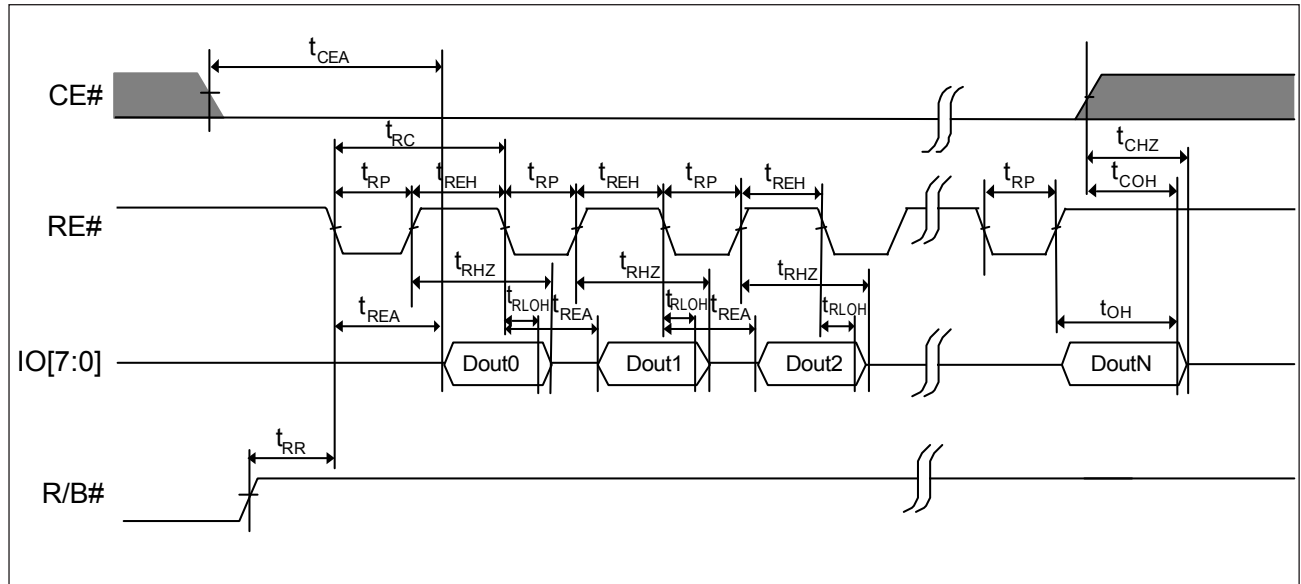 tCEA
CE#
tRC
tCHZ
tRP tREH tRP tREH tRP tREH tRP tCOH
RE#
tRHZ tRHZ tRHZ
tREA tRLOH tREA tRLOH tREA tRLOH tOH
IO[7:0] Dout0 Dout1 Dout2 DoutN
tRR
R/B#